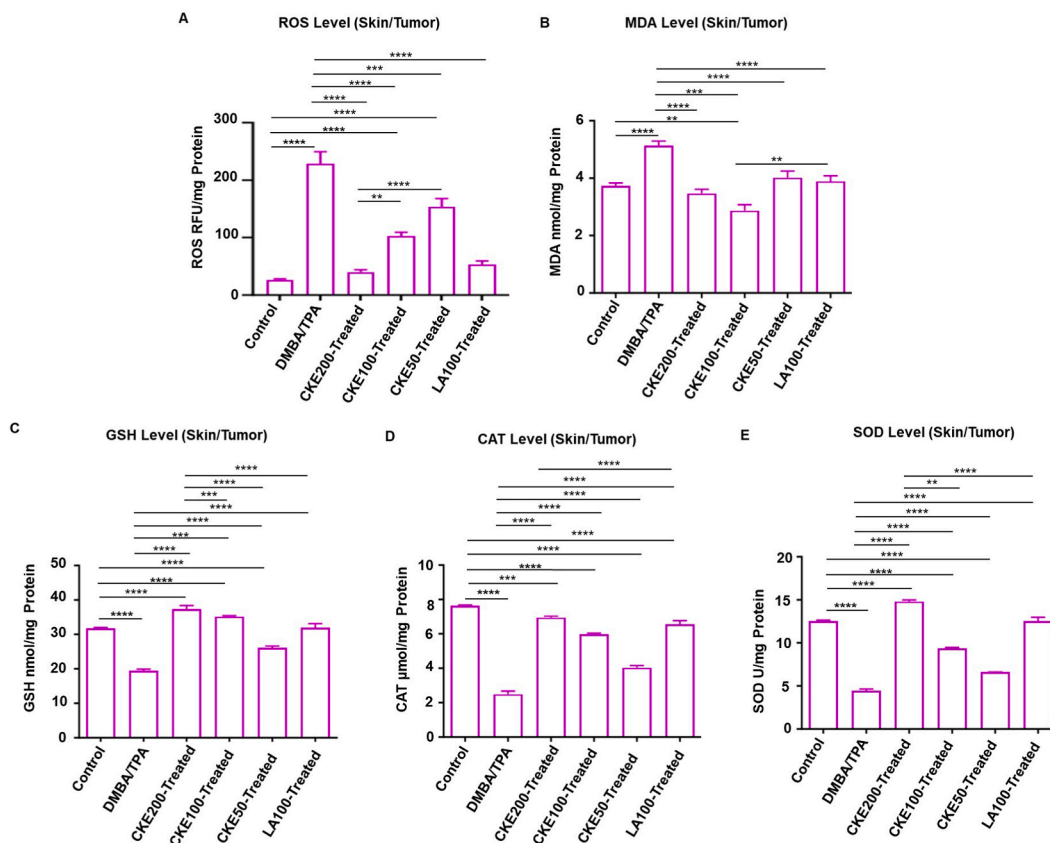 A
ROS Level (Skin/Tumor)
****
***
****
****
****
****
****
****
**
ROS RFU/mg Protein
300
200
100
0
Control
DMBA/TPA
CKE200-Treated
CKE100-Treated
CKE50-Treated
LA100-Treated
B
MDA Level (Skin/Tumor)
****
****
***
****
**
****
**
MDA nmol/mg Protein
6
4
2
0
Control
DMBA/TPA
CKE200-Treated
CKE100-Treated
CKE50-Treated
LA100-Treated
C
GSH Level (Skin/Tumor)
****
****
***
****
****
***
****
****
****
****
****
GSH nmol/mg Protein
50
40
30
20
10
0
Control
DMBA/TPA
CKE200-Treated
CKE100-Treated
CKE50-Treated
LA100-Treated
D
CAT Level (Skin/Tumor)
****
****
****
****
****
****
****
****
***
****
CAT µmol/mg Protein
10
8
6
4
2
0
Control
DMBA/TPA
CKE200-Treated
CKE100-Treated
CKE50-Treated
LA100-Treated
E
SOD Level (Skin/Tumor)
****
**
****
****
****
****
****
****
****
****
SOD U/mg Protein
20
15
10
5
0
Control
DMBA/TPA
CKE200-Treated
CKE100-Treated
CKE50-Treated
LA100-Treated